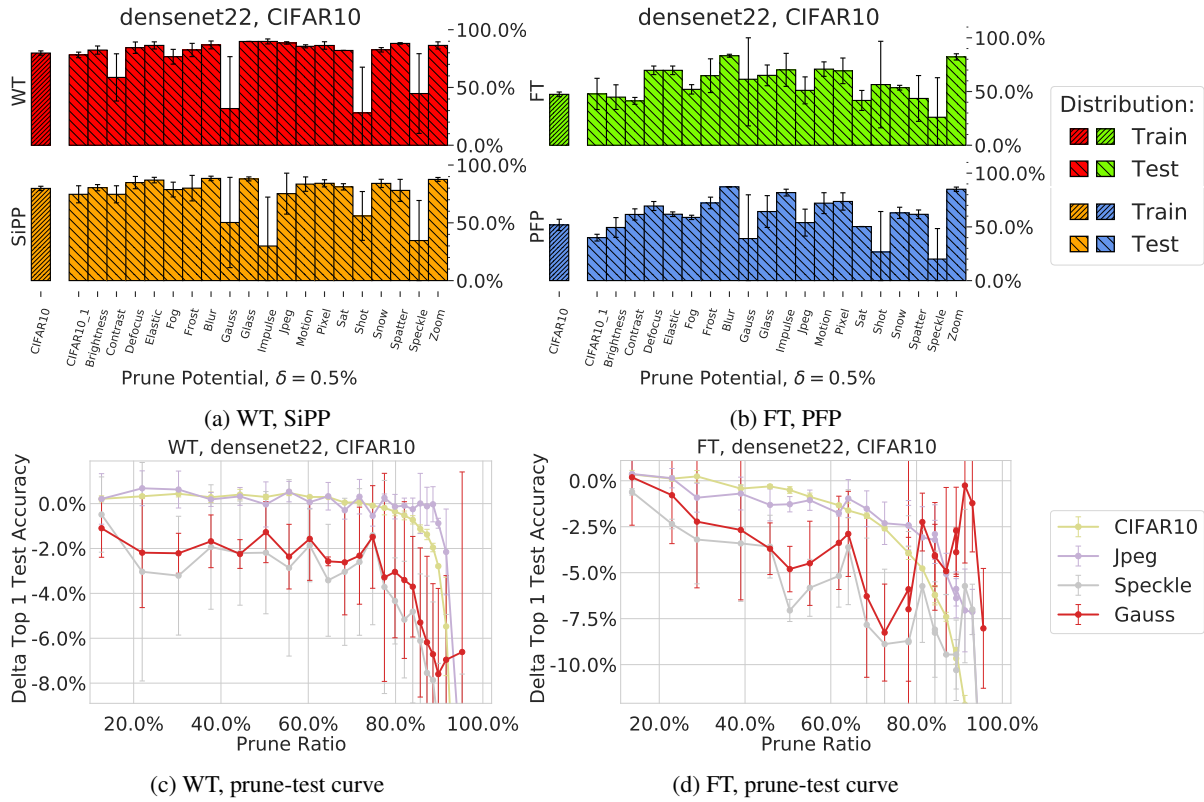 densenet22, CIFAR10
WT
100.0%
50.0%
0.0%
SiPP
100.0%
50.0%
0.0%
CIFAR10
CIFAR10_1
Brightness
Contrast
Defocus
Elastic
Fog
Frost
Blur
Gauss
Glass
Impulse
Jpeg
Motion
Pixel
Sat
Shot
Snow
Spatter
Speckle
Zoom
Prune Potential, δ = 0.5%
(a) WT, SiPP
densenet22, CIFAR10
FT
100.0%
50.0%
0.0%
PFP
100.0%
50.0%
0.0%
CIFAR10
CIFAR10_1
Brightness
Contrast
Defocus
Elastic
Fog
Frost
Blur
Gauss
Glass
Impulse
Jpeg
Motion
Pixel
Sat
Shot
Snow
Spatter
Speckle
Zoom
Prune Potential, δ = 0.5%
(b) FT, PFP
Distribution:
Train
Test
Train
Test
WT, densenet22, CIFAR10
Delta Top 1 Test Accuracy
0.0%
-2.0%
-4.0%
-6.0%
-8.0%
20.0%
40.0%
60.0%
80.0%
100.0%
Prune Ratio
(c) WT, prune-test curve
FT, densenet22, CIFAR10
Delta Top 1 Test Accuracy
0.0%
-2.5%
-5.0%
-7.5%
-10.0%
20.0%
40.0%
60.0%
80.0%
100.0%
Prune Ratio
(d) FT, prune-test curve
CIFAR10
Jpeg
Speckle
Gauss